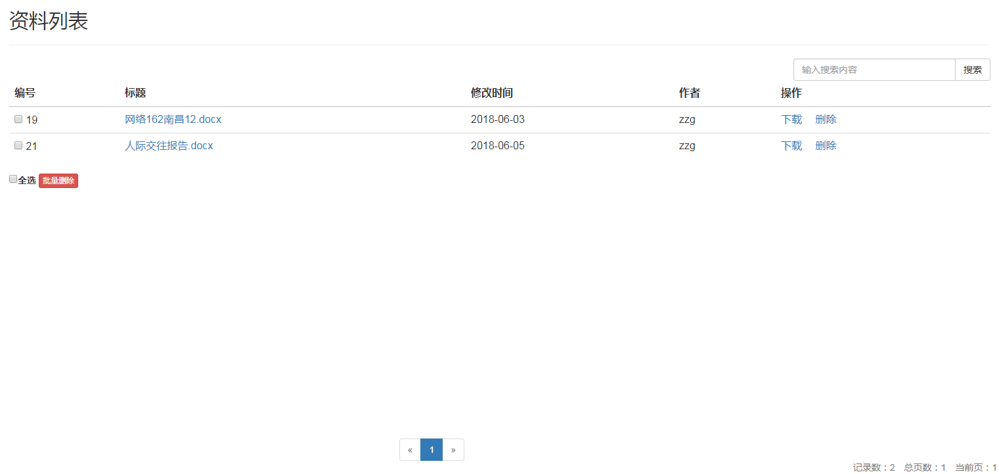 资料列表
输入搜索内容 搜索
编号 标题 修改时间 作者 操作
19 网络162南昌12.docx 2018-06-03 zzg 下载 删除
21 人际交往报告.docx 2018-06-05 zzg 下载 删除
全选 批量删除
« 1 »
记录数：2 总页数：1 当前页：1